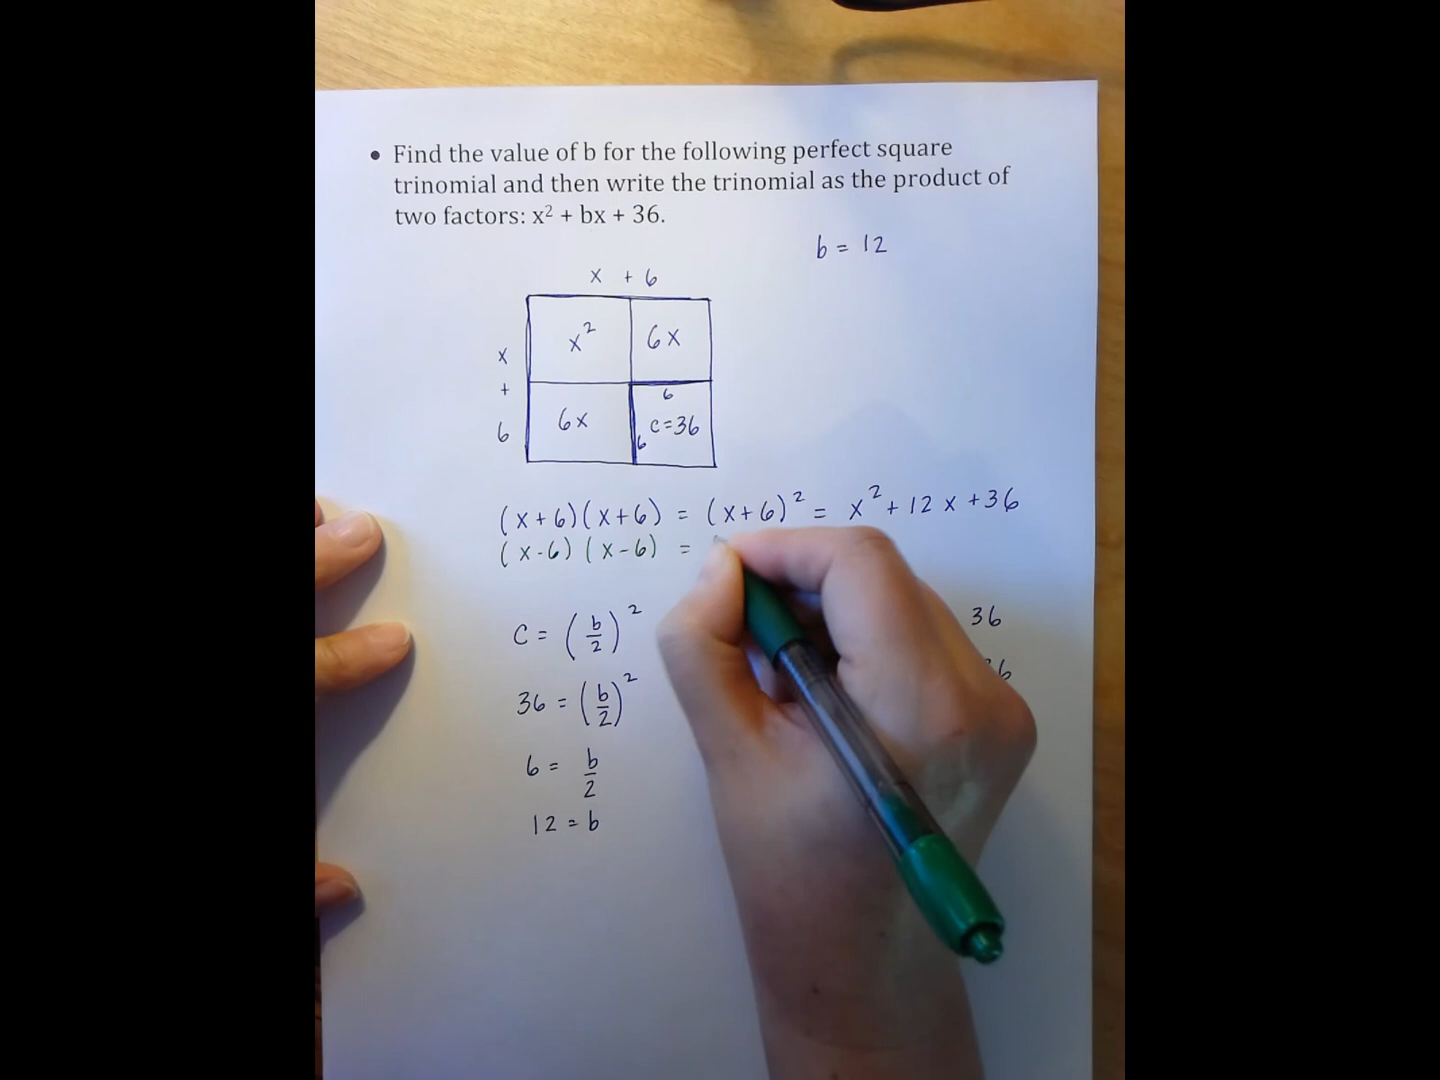 • Find the value of b for the following perfect square
trinomial and then write the trinomial as the product of
two factors: x² + bx + 36.
b = 12
x + 6
x² 6x
x
+
6
6x 6 6 c=36
(x+6)(x+6) = (x+6)² = x² + 12x + 36
(x-6)(x-6) = (
c = (b/2)² 36
36 = (b/2)²
6 = b/2
12 = b